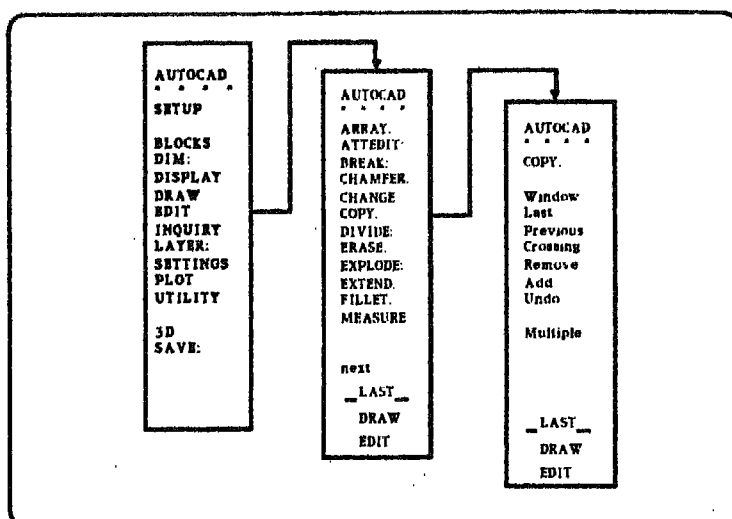 AUTOCAD
* * * *
SETUP
BLOCKS
DIM:
DISPLAY
DRAW
EDIT
INQUIRY
LAYER:
SETTINGS
PLOT
UTILITY
3D
SAVE:
AUTOCAD
* * * *
ARRAY.
ATTEDIT:
BREAK:
CHAMFER.
CHANGE
COPY.
DIVIDE:
ERASE.
EXPLODE:
EXTEND.
FILLET.
MEASURE
next
__LAST__
DRAW
EDIT
AUTOCAD
* * * *
COPY.
Window
Last
Previous
Crossing
Remove
Add
Undo
Multiple
__LAST__
DRAW
EDIT